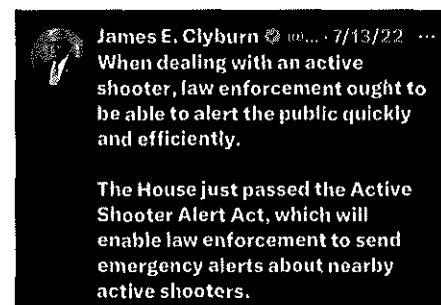 James E. Clyburn · 7/13/22 ...
When dealing with an active
shooter, law enforcement ought to
be able to alert the public quickly
and efficiently.
The House just passed the Active
Shooter Alert Act, which will
enable law enforcement to send
emergency alerts about nearby
active shooters.